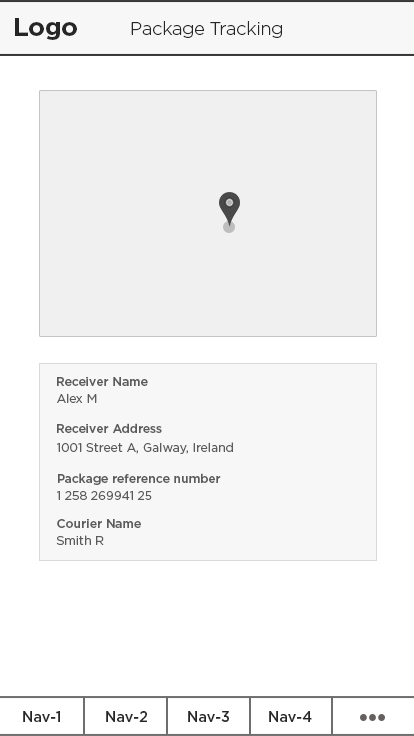 Logo Package Tracking
Receiver Name
Alex M
Receiver Address
1001 Street A, Galway, Ireland
Package reference number
1 258 269941 25
Courier Name
Smith R
Nav-1 Nav-2 Nav-3 Nav-4